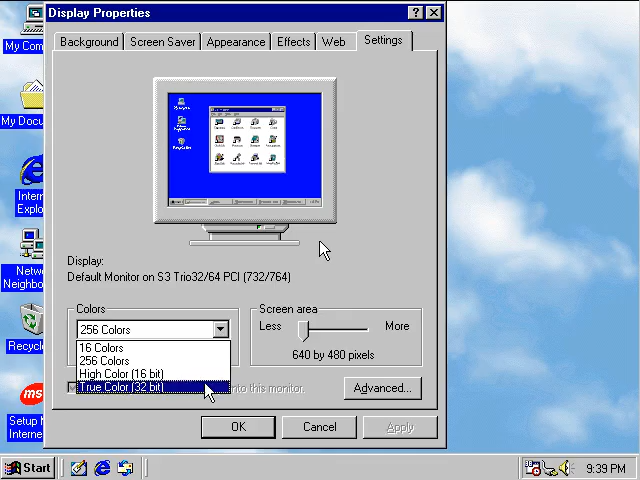 Display Properties
Background
Screen Saver
Appearance
Effects
Web
Settings
My Com
My Docu
Intern
Explo
Netwo
Neighbo
Recyc
Setup M
Interne
Display:
Default Monitor on S3 Trio32/64 PCI (732/764)
Colors
256 Colors
16 Colors
256 Colors
High Color (16 bit)
True Color (32 bit)
Screen area
Less
More
640 by 480 pixels
to this monitor.
Advanced...
OK
Cancel
Apply
Start
9:39 PM